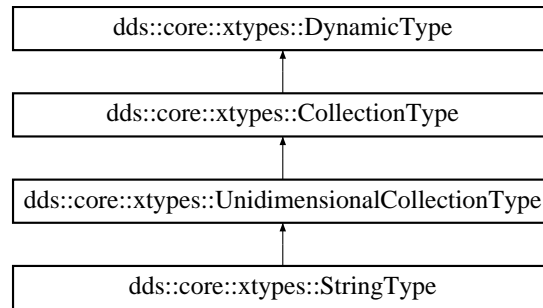 dds::core::xtypes::DynamicType
dds::core::xtypes::CollectionType
dds::core::xtypes::UnidimensionalCollectionType
dds::core::xtypes::StringType